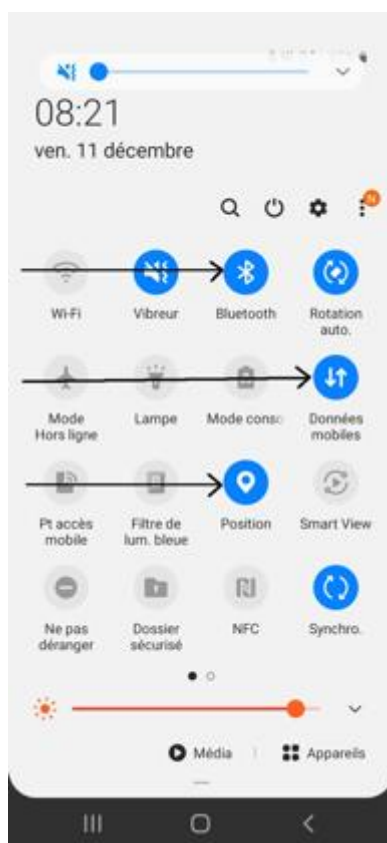 08:21
ven. 11 décembre
N
Wi-Fi
Vibreur
Bluetooth
Rotation
auto.
Mode
Hors ligne
Lampe
Mode conso
Données
mobiles
Pt accès
mobile
Filtre de
lum. bleue
Position
Smart View
Ne pas
déranger
Dossier
sécurisé
NFC
Synchro.
Média
Appareils